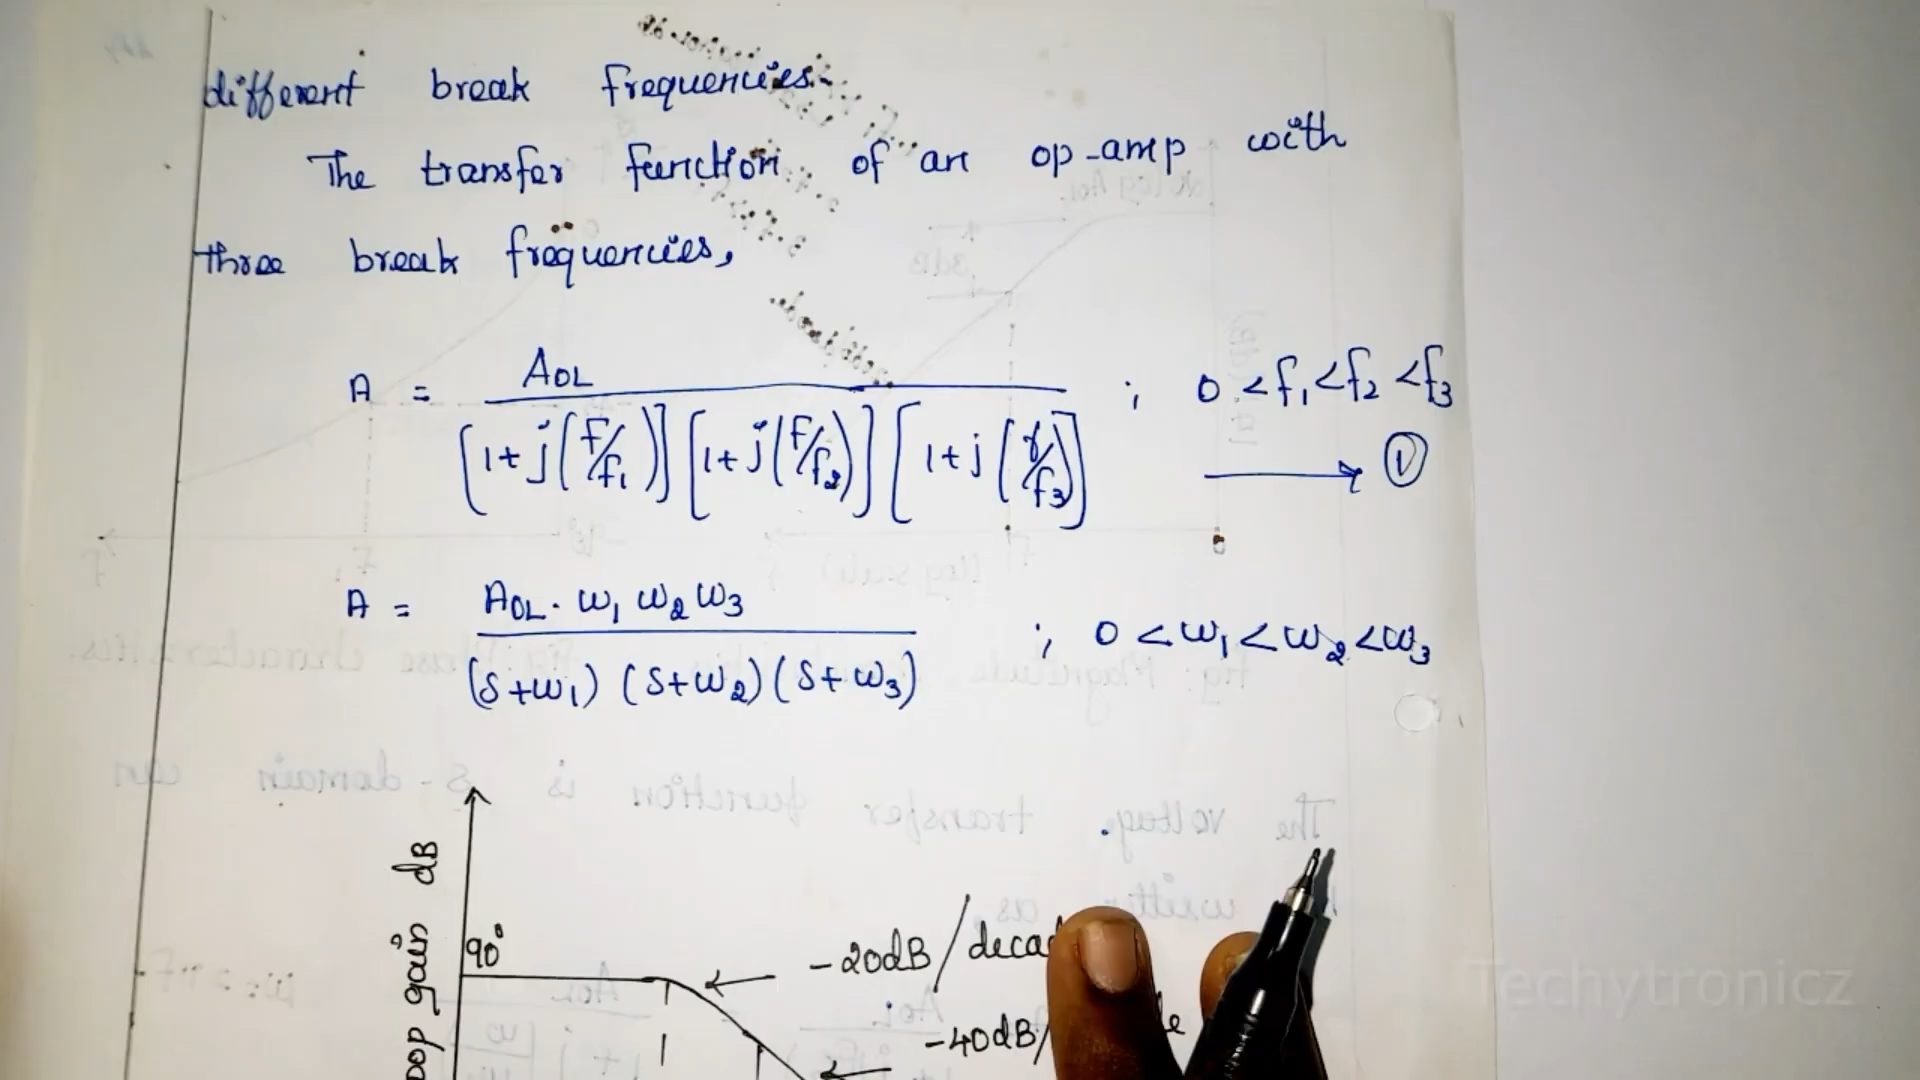 different break frequencies.
The transfer function of an op-amp with
three break frequencies,
A = AOL / [1+j(f/f1)] [1+j(f/f2)] [1+j(f/f3)] ; 0 < f1 < f2 < f3
→ ①
A = AOL · ω1 ω2 ω3 / (S+ω1) (S+ω2) (S+ω3) ; 0 < ω1 < ω2 < ω3
90°
-20dB/decad
-40dB/
oop gain dB
Techytronicz